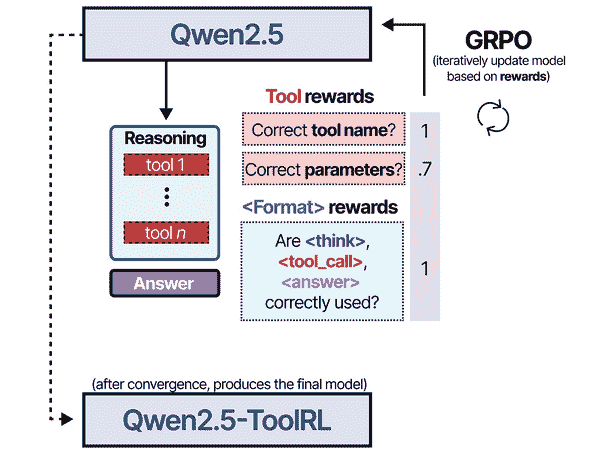 Qwen2.5
GRPO
(iteratively update model
based on rewards)
Reasoning
tool 1
tool n
Answer
Tool rewards
Correct tool name?
1
Correct parameters?
.7
<Format> rewards
Are <think>,
<tool_call>,
<answer>
correctly used?
1
(after convergence, produces the final model)
Qwen2.5-ToolRL